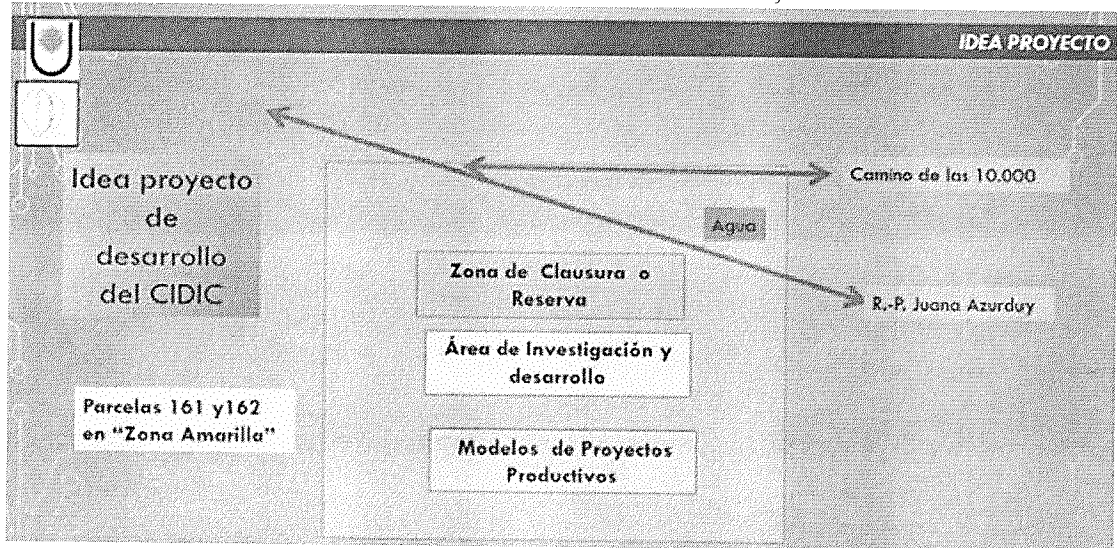 IDEA PROYECTO
Idea proyecto
de
desarrollo
del CIDIC
Camino de las 10.000
Agua
Zona de Clausura o
Reserva
R.-P. Juana Azurduy
Área de Investigación y
desarrollo
Parcelas 161 y162
en "Zona Amarilla"
Modelos de Proyectos
Productivos